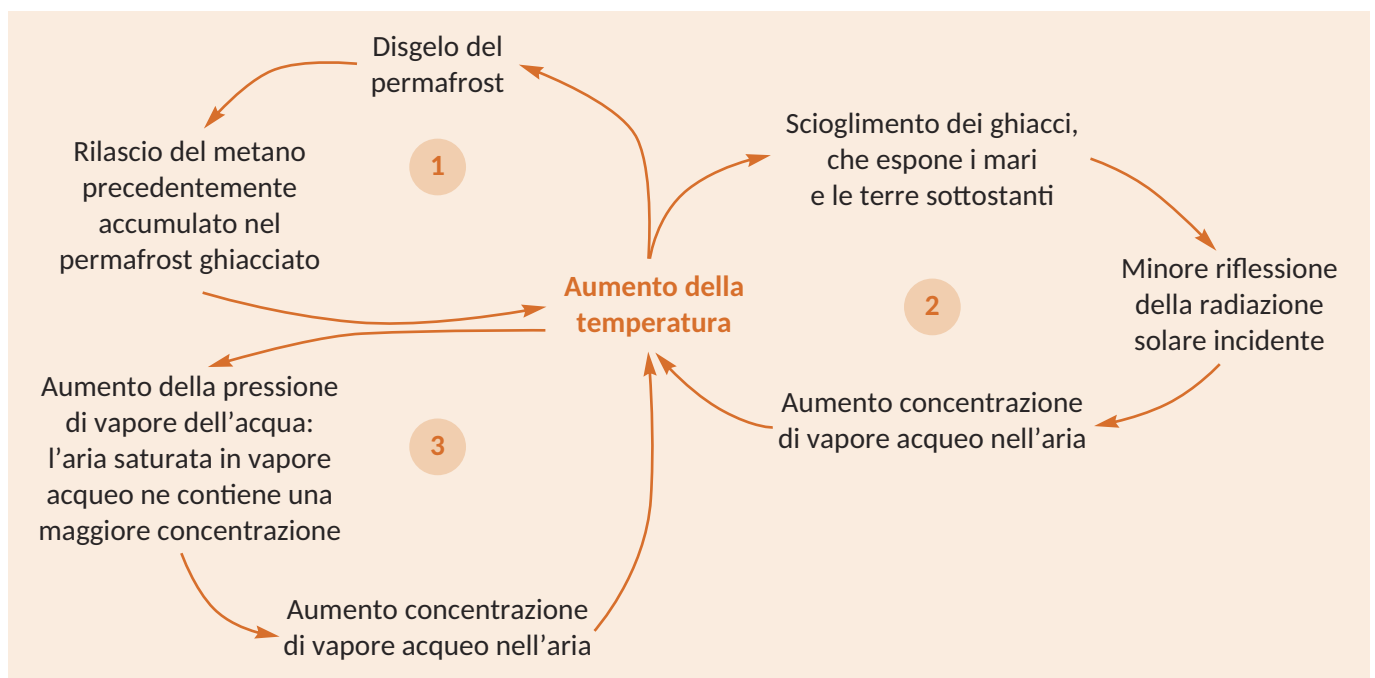 Disgelo del
permafrost
1
Rilascio del metano
precedentemente
accumulato nel
permafrost ghiacciato
Scioglimento dei ghiacci,
che espone i mari
e le terre sottostanti
Aumento della
temperatura
2
Minore riflessione
della radiazione
solare incidente
Aumento concentrazione
di vapore acqueo nell’aria
Aumento della pressione
di vapore dell’acqua:
l’aria saturata in vapore
acqueo ne contiene una
maggiore concentrazione
3
Aumento concentrazione
di vapore acqueo nell’aria